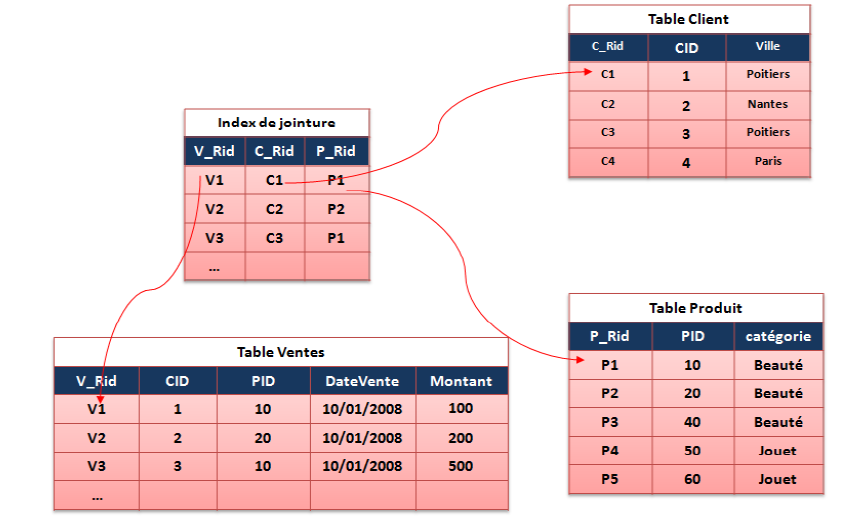 Table Client
C_Rid CID Ville
C1 1 Poitiers
C2 2 Nantes
C3 3 Poitiers
C4 4 Paris
Index de jointure
V_Rid C_Rid P_Rid
V1 C1 P1
V2 C2 P2
V3 C3 P1
...
Table Produit
P_Rid PID catégorie
P1 10 Beauté
P2 20 Beauté
P3 40 Beauté
P4 50 Jouet
P5 60 Jouet
Table Ventes
V_Rid CID PID DateVente Montant
V1 1 10 10/01/2008 100
V2 2 20 10/01/2008 200
V3 3 10 10/01/2008 500
...